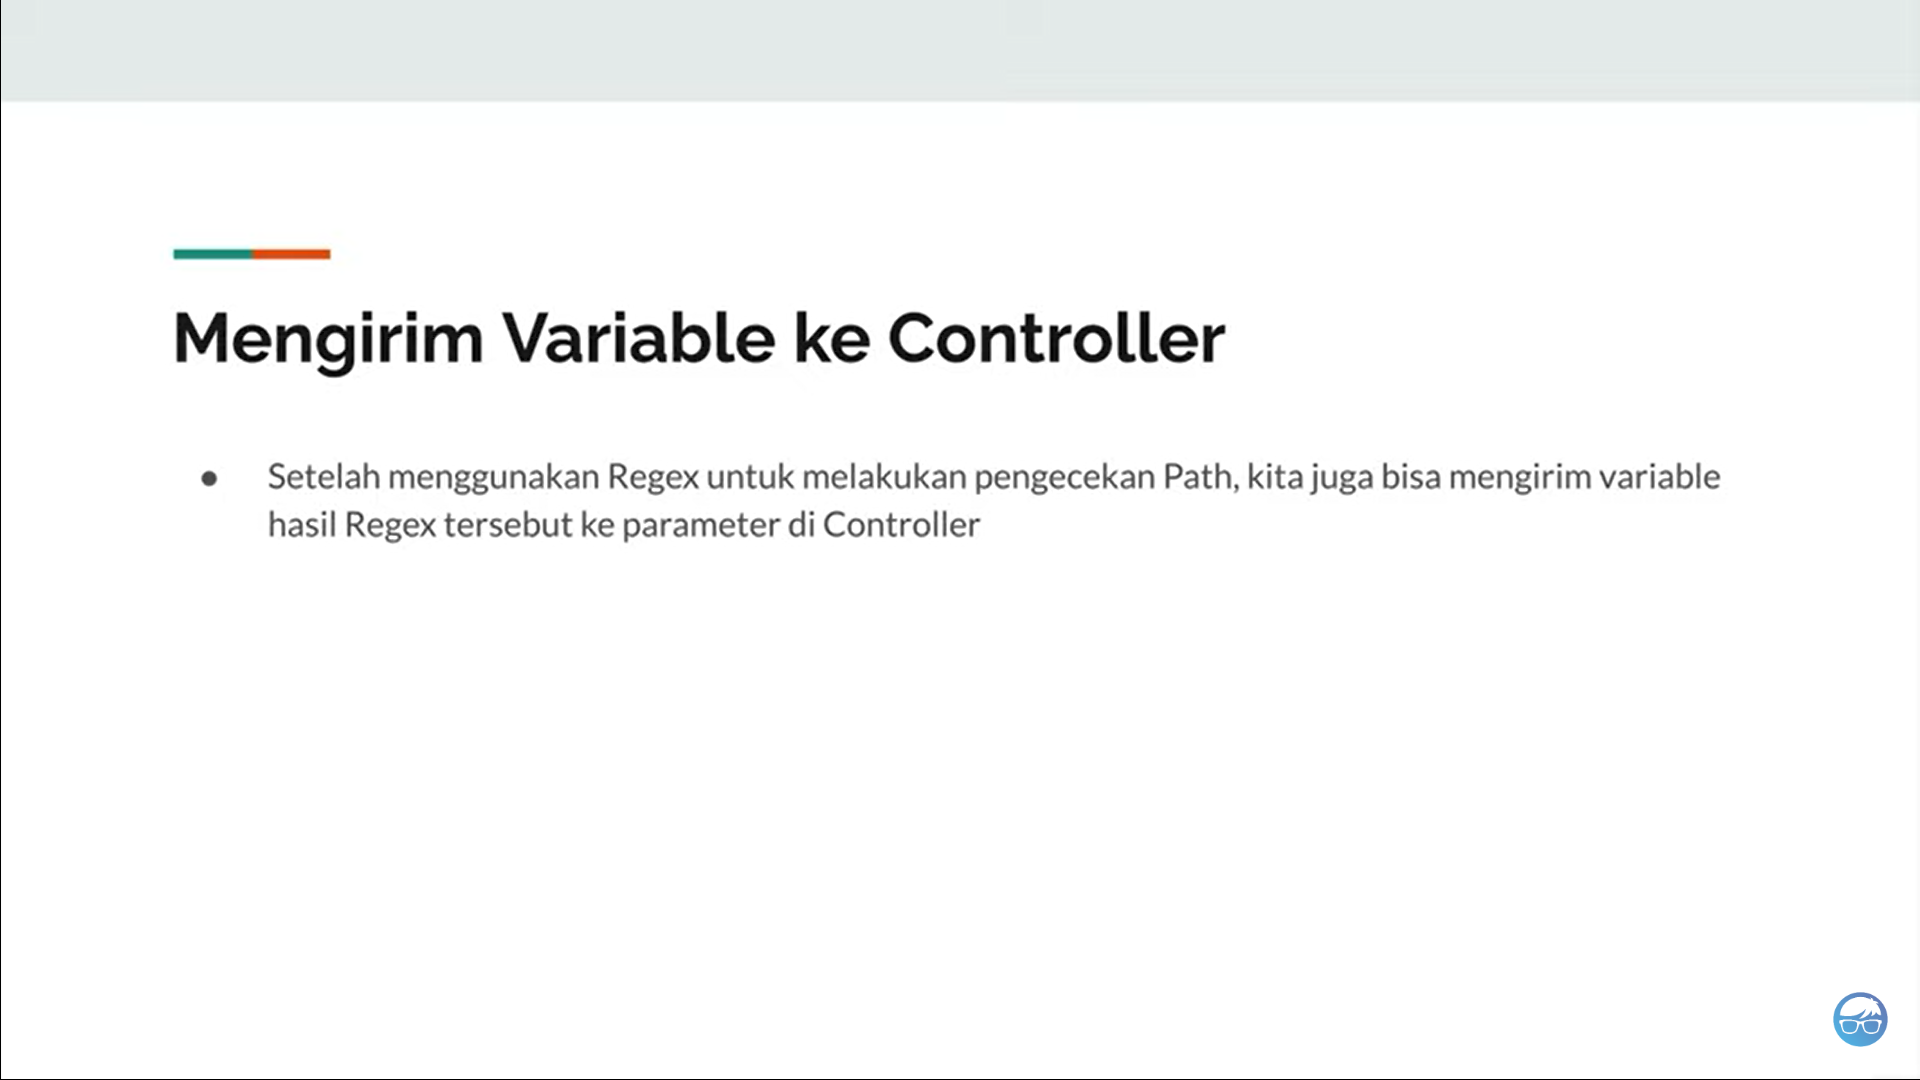 Mengirim Variable ke Controller
● Setelah menggunakan Regex untuk melakukan pengecekan Path, kita juga bisa mengirim variable
hasil Regex tersebut ke parameter di Controller